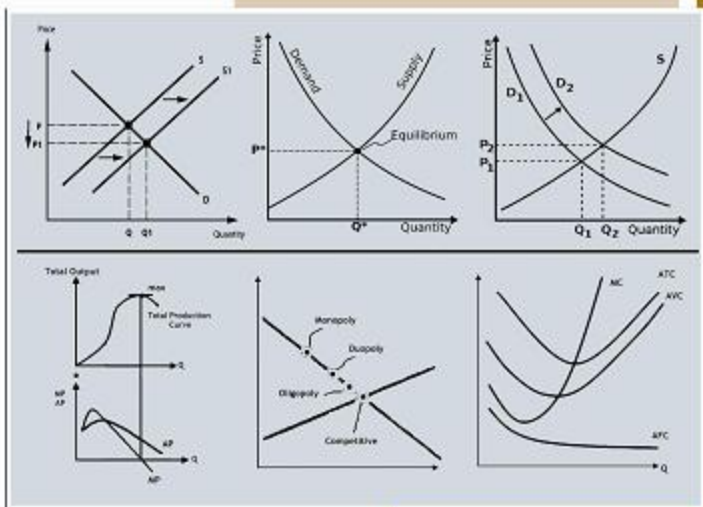 Price
S
S1
P
P1
D
Q Q1
Quantity
Price
Demand
Supply
Equilibrium
P*
Q*
Quantity
Price
S
D1
D2
P2
P1
Q1 Q2 Quantity
Total Output
max
Total Production
Curve
Q
MP
AP
AP
Q
MP
Monopoly
Duopoly
Oligopoly
Competitive
MC
ATC
AVC
AFC
Q